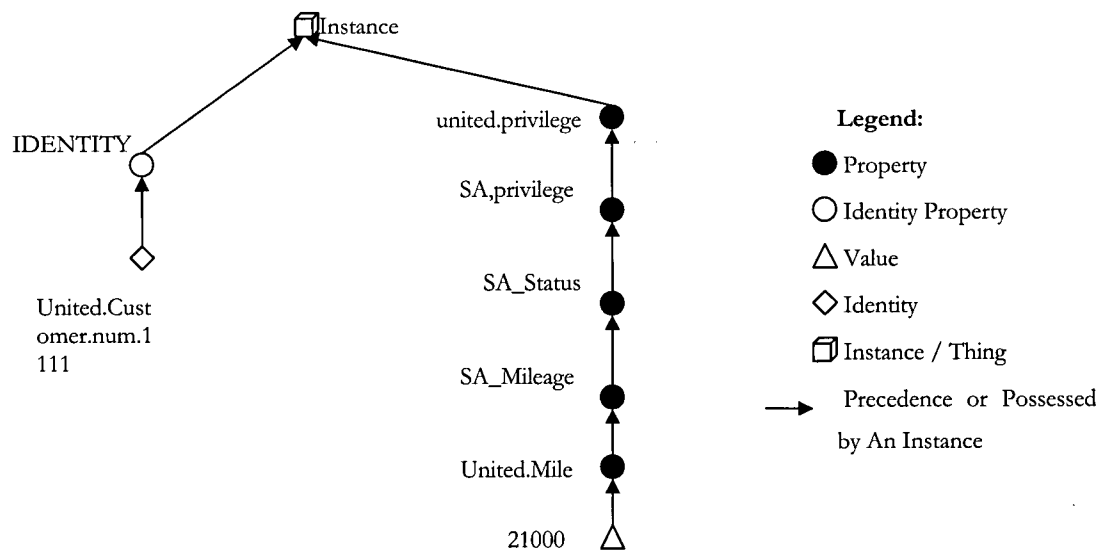 Instance
IDENTITY
United.Cust
omer.num.1
111
united.privilege
SA,privilege
SA_Status
SA_Mileage
United.Mile
21000
Legend:
Property
Identity Property
Value
Identity
Instance / Thing
Precedence or Possessed
by An Instance